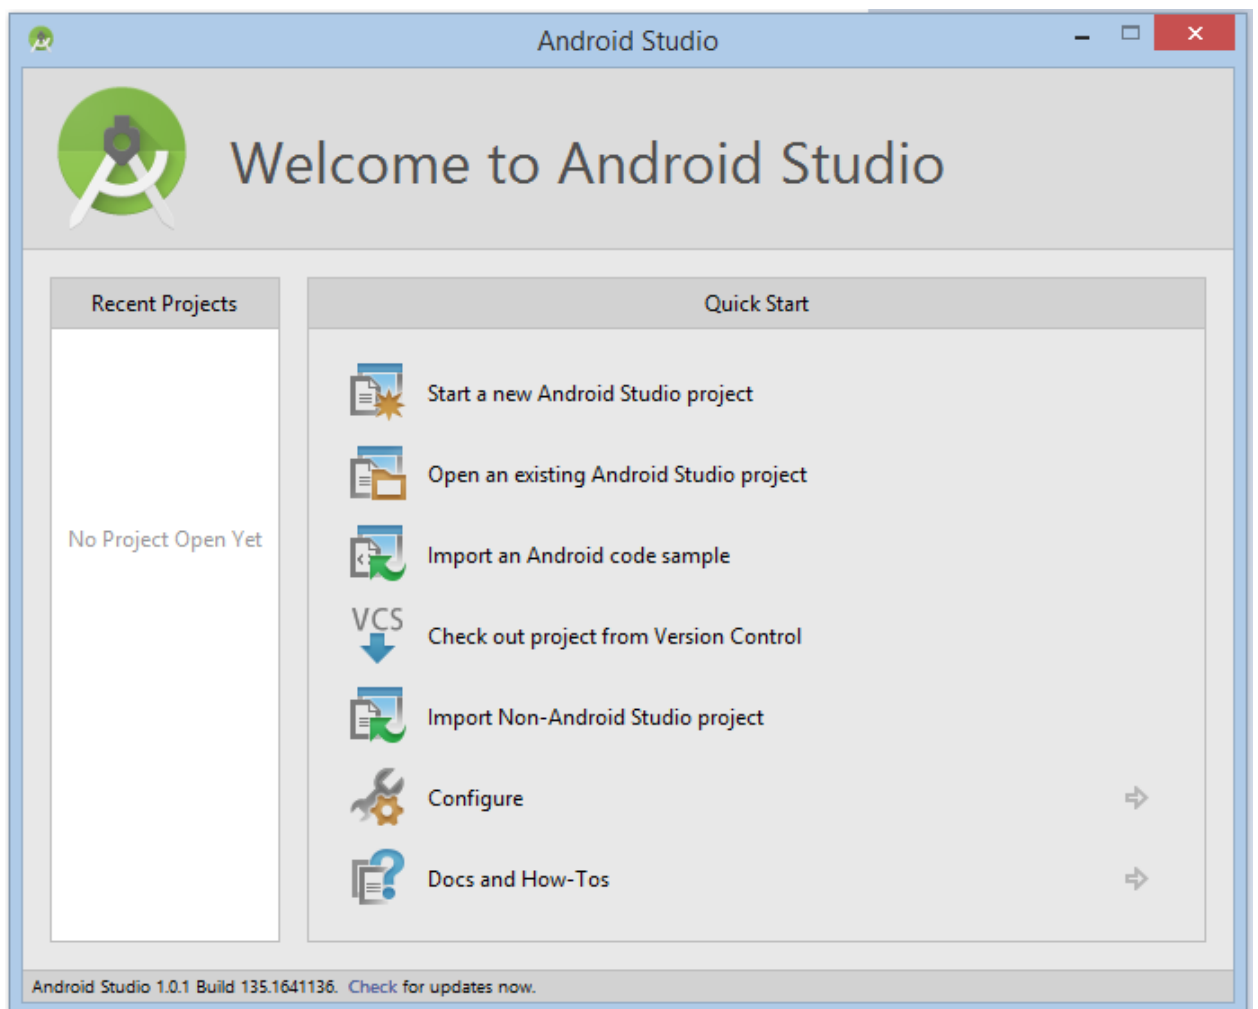 Android Studio
Welcome to Android Studio
Recent Projects
No Project Open Yet
Quick Start
Start a new Android Studio project
Open an existing Android Studio project
Import an Android code sample
VCS
Check out project from Version Control
Import Non-Android Studio project
Configure
Docs and How-Tos
Android Studio 1.0.1 Build 135.1641136. Check for updates now.